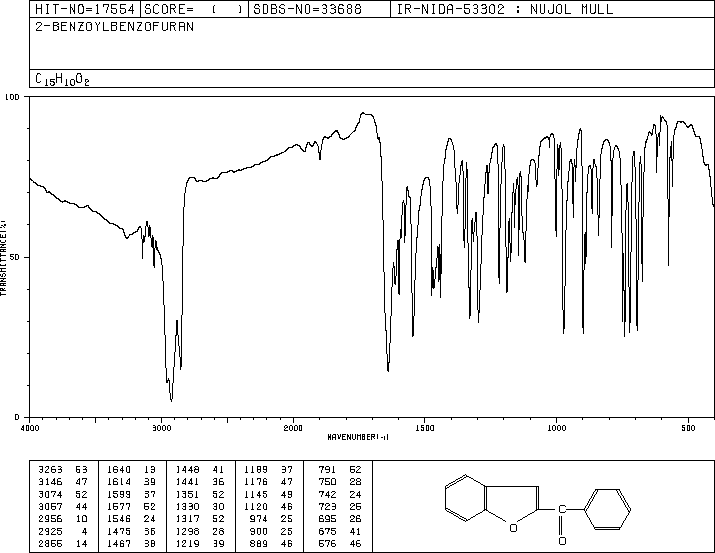 HIT-NO=17554 SCORE= ( ) SDBS-NO=33688 IR-NIDA-53302 : NUJOL MULL
2-BENZOYLBENZOFURAN
C15H10O2
100
50
0
TRANSMITTANCE(%)
4000 3000 2000 1500 1000 500
WAVENUMBER(-1)
3263 53 1640 13 1448 41 1189 37 791 52
3146 47 1614 39 1441 36 1176 47 750 28
3074 52 1599 37 1351 52 1145 49 742 24
3057 44 1577 52 1330 30 1120 46 723 25
2956 10 1546 24 1317 52 974 25 695 26
2925 4 1475 36 1298 28 900 25 675 41
2855 14 1467 38 1219 39 889 46 576 46
O C
O